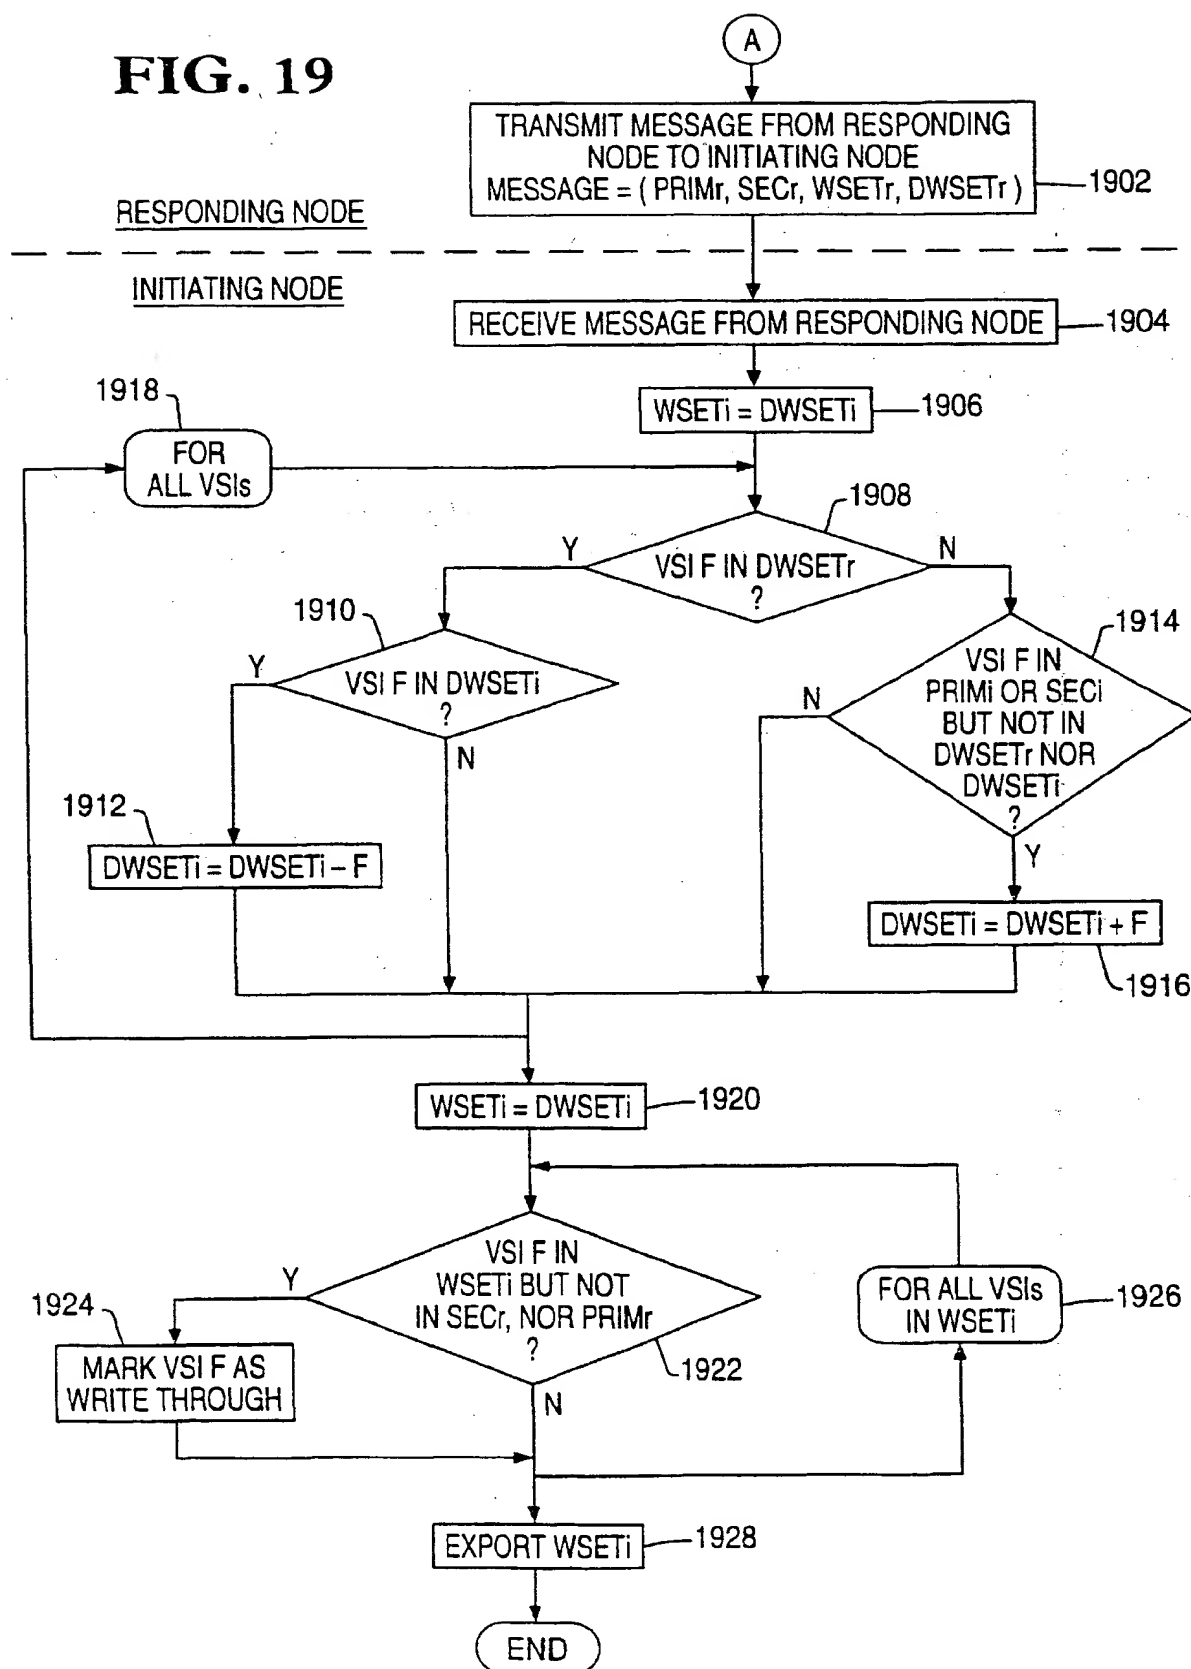 FIG. 19
A
TRANSMIT MESSAGE FROM RESPONDING
NODE TO INITIATING NODE
MESSAGE = ( PRIMr, SECr, WSETr, DWSETr )
1902
RESPONDING NODE
INITIATING NODE
RECEIVE MESSAGE FROM RESPONDING NODE
1904
1918
FOR
ALL VSIs
WSETi = DWSETi
1906
1908
Y
VSI F IN DWSETr
?
N
1910
Y
VSI F IN DWSETi
?
N
1914
N
VSI F IN
PRIMi OR SECi
BUT NOT IN
DWSETr NOR
DWSETi
?
Y
1912
DWSETi = DWSETi – F
DWSETi = DWSETi + F
1916
WSETi = DWSETi
1920
Y
VSI F IN
WSETi BUT NOT
IN SECr, NOR PRIMr
?
1922
N
FOR ALL VSIs
IN WSETi
1926
1924
MARK VSI F AS
WRITE THROUGH
EXPORT WSETi
1928
END